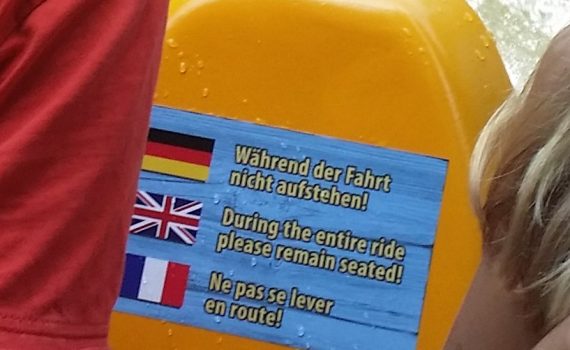 Während der Fahrt
nicht aufstehen!
During the entire ride
please remain seated!
Ne pas se lever
en route!